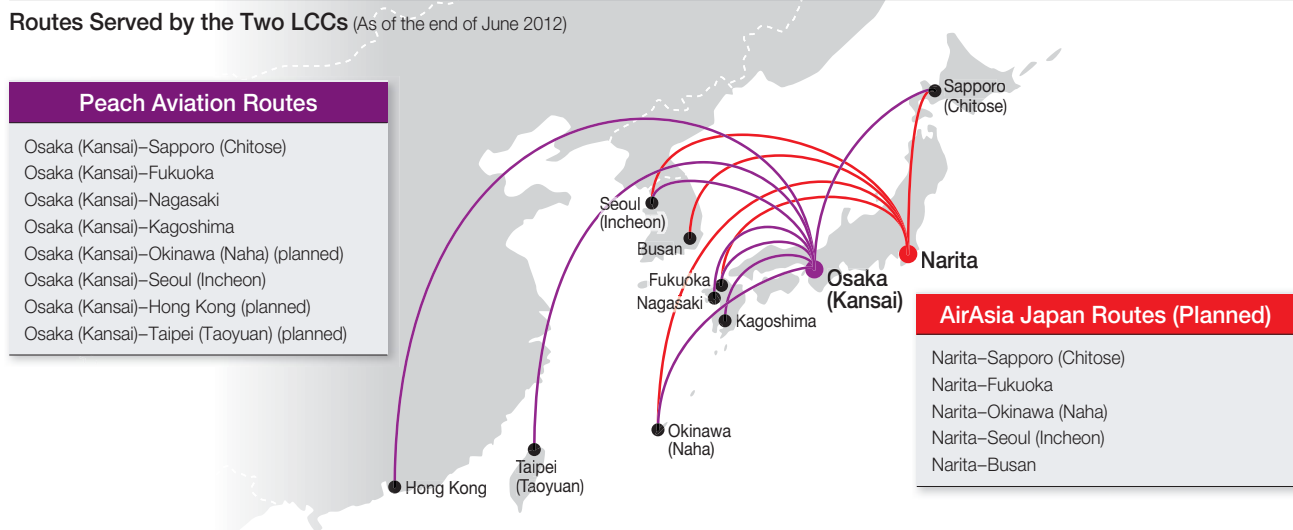 Routes Served by the Two LCCs (As of the end of June 2012)
Peach Aviation Routes
Osaka (Kansai)–Sapporo (Chitose)
Osaka (Kansai)–Fukuoka
Osaka (Kansai)–Nagasaki
Osaka (Kansai)–Kagoshima
Osaka (Kansai)–Okinawa (Naha) (planned)
Osaka (Kansai)–Seoul (Incheon)
Osaka (Kansai)–Hong Kong (planned)
Osaka (Kansai)–Taipei (Taoyuan) (planned)
Sapporo
(Chitose)
Seoul
(Incheon)
Busan
Fukuoka
Nagasaki
Kagoshima
Osaka
(Kansai)
Narita
Okinawa
(Naha)
Taipei
(Taoyuan)
Hong Kong
AirAsia Japan Routes (Planned)
Narita–Sapporo (Chitose)
Narita–Fukuoka
Narita–Okinawa (Naha)
Narita–Seoul (Incheon)
Narita–Busan